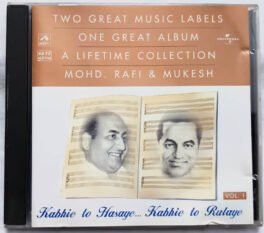 TWO GREAT MUSIC LABELS
ONE GREAT ALBUM
A LIFETIME COLLECTION
MOHD. RAFI & MUKESH
UNIVERSAL
Kabhie to Hasaye... Kabhie to Rulaye
VOL. 1